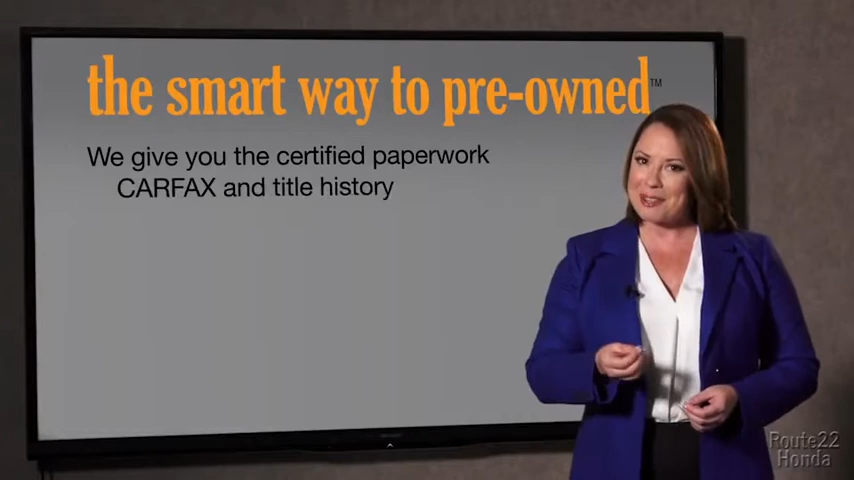 the smart way to pre-owned™
We give you the certified paperwork
CARFAX and title history
Route22
Honda